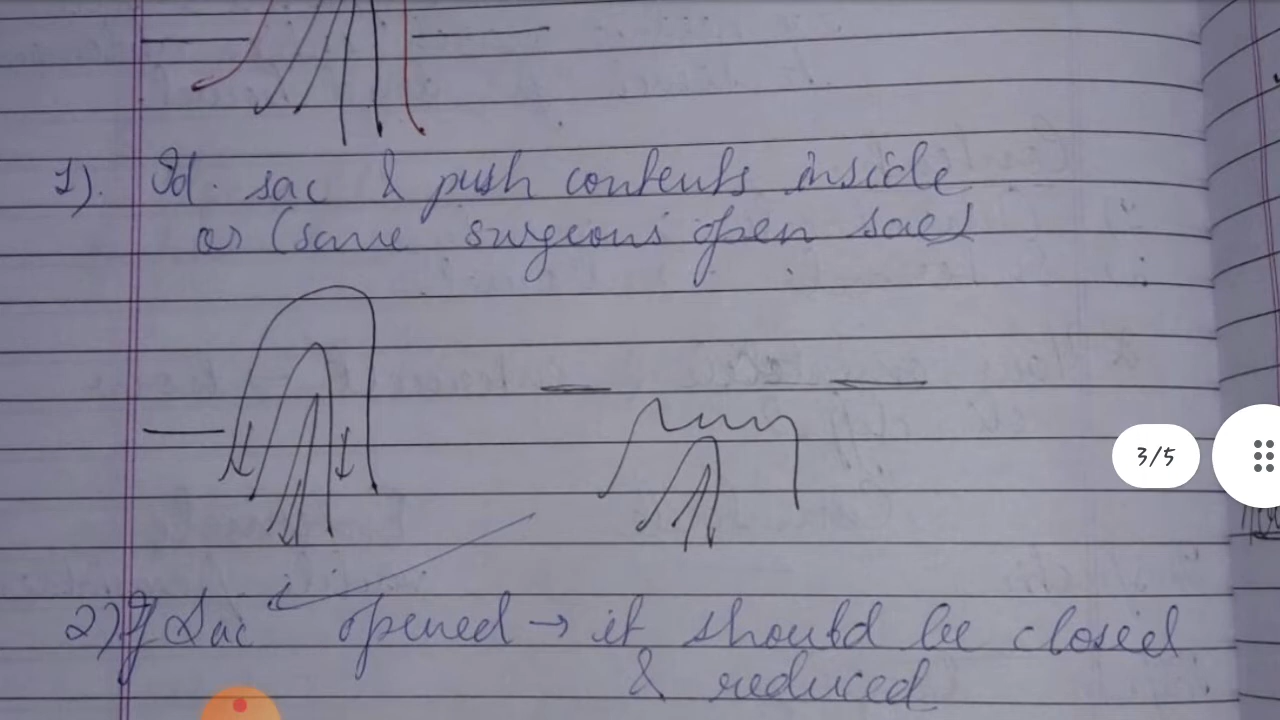 1). Id. sac & push contents inside
or (some surgeons open sac)
3/5
2) If Sac is opened → it should be closed
& reduced